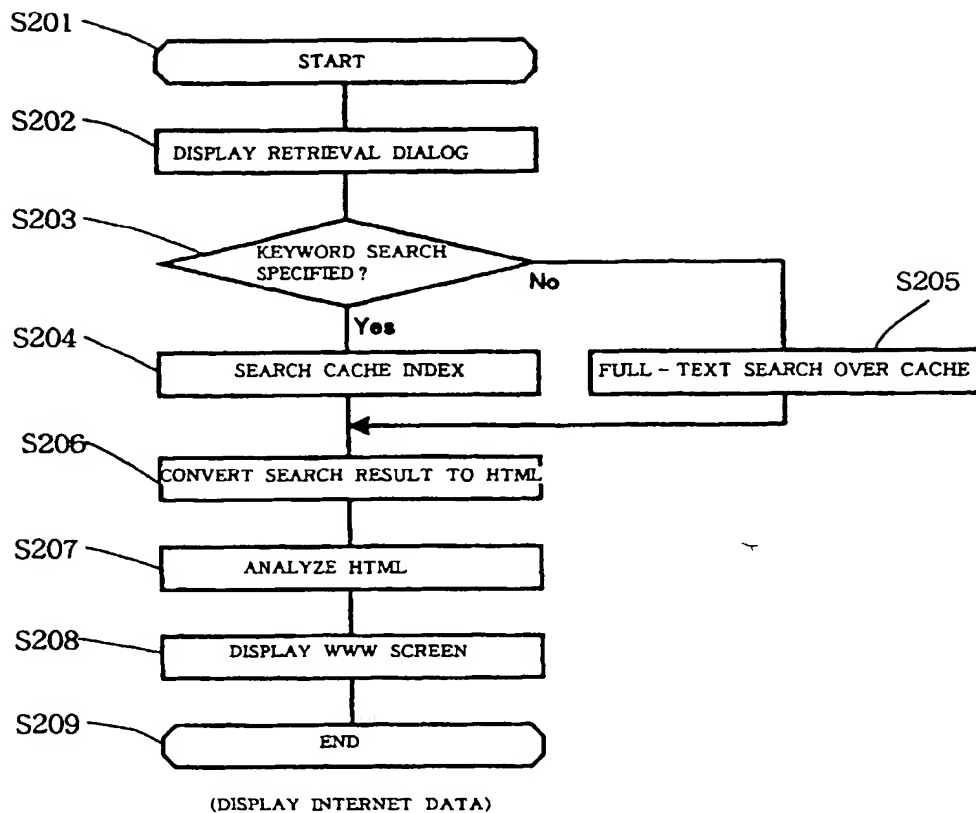 S201
START
S202
DISPLAY RETRIEVAL DIALOG
S203
KEYWORD SEARCH
SPECIFIED?
No
S205
Yes
S204
SEARCH CACHE INDEX
FULL-TEXT SEARCH OVER CACHE
S206
CONVERT SEARCH RESULT TO HTML
S207
ANALYZE HTML
S208
DISPLAY WWW SCREEN
S209
END
(DISPLAY INTERNET DATA)